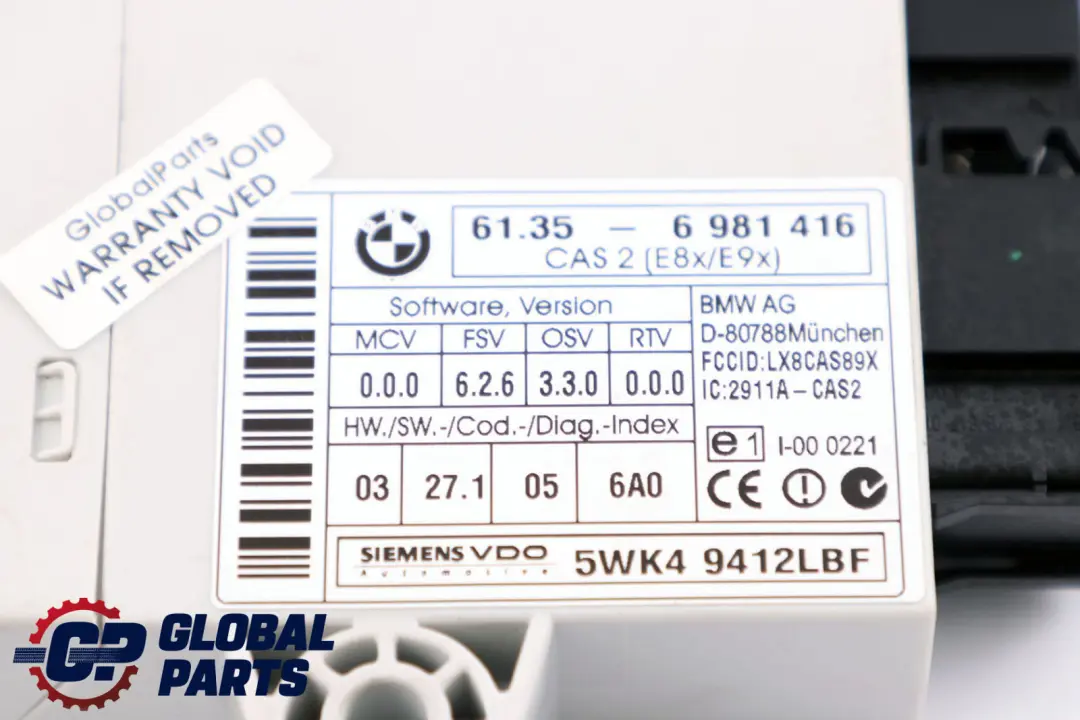 GlobalParts
WARRANTY VOID
IF REMOVED
61.35 – 6 981 416
CAS 2 (E8x/E9x)
Software, Version
MCV FSV OSV RTV
0.0.0 6.2.6 3.3.0 0.0.0
HW./SW.-/Cod.-/Diag.-Index
03 27.1 05 6A0
BMW AG
D-80788München
FCCID:LX8CAS89X
IC:2911A-CAS2
e1 I-00 0221
CE
SIEMENS VDO
Automotive
5WK4 9412LBF
GP GLOBAL
PARTS